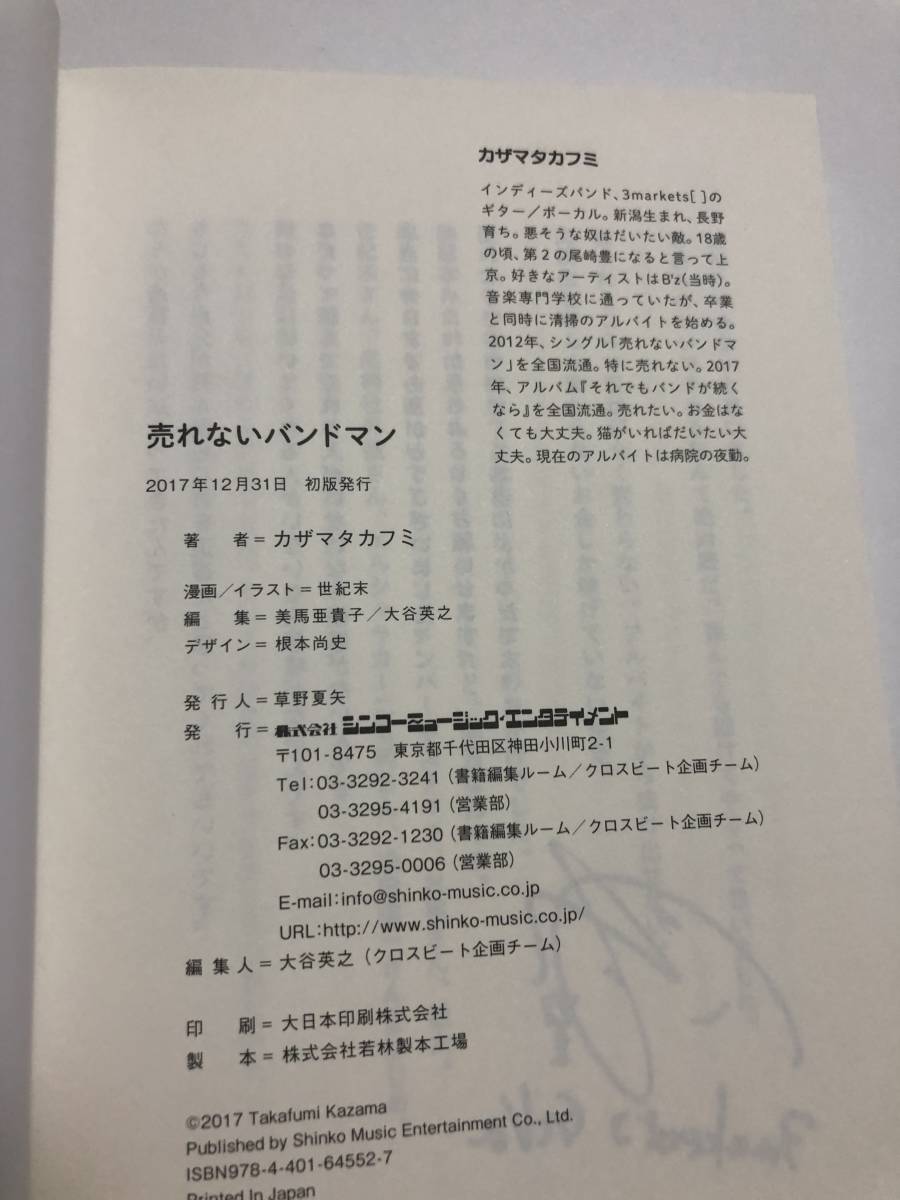 カザマタカフミ
インディーズバンド、3markets[ ]の
ギター／ボーカル。新潟生まれ、長野
育ち。悪そうな奴はだいたい敵。18歳
の頃、第2の尾崎豊になると言って上
京。好きなアーティストはB'z(当時)。
音楽専門学校に通っていたが、卒業
と同時に清掃のアルバイトを始める。
2012年、シングル「売れないバンドマ
ン」を全国流通。特に売れない。2017
年、アルバム『それでもバンドが続く
なら』を全国流通。売れたい。お金はな
くても大丈夫。猫がいればだいたい大
丈夫。現在のアルバイトは病院の夜勤。
売れないバンドマン
2017年12月31日　初版発行
著　者＝カザマタカフミ
漫画／イラスト＝世紀末
編　集＝美馬亜貴子／大谷英之
デザイン＝根本尚史
発行人＝草野夏矢
発　行＝株式会社 シンコーミュージック・エンタテイメント
〒101-8475　東京都千代田区神田小川町2-1
Tel:03-3292-3241（書籍編集ルーム／クロスビート企画チーム）
03-3295-4191（営業部）
Fax:03-3292-1230（書籍編集ルーム／クロスビート企画チーム）
03-3295-0006（営業部）
E-mail:info@shinko-music.co.jp
URL:http://www.shinko-music.co.jp/
編集人＝大谷英之（クロスビート企画チーム）
印　刷＝大日本印刷株式会社
製　本＝株式会社若林製本工場
©2017 Takafumi Kazama
Published by Shinko Music Entertainment Co., Ltd.
ISBN978-4-401-64552-7
Printed In Japan